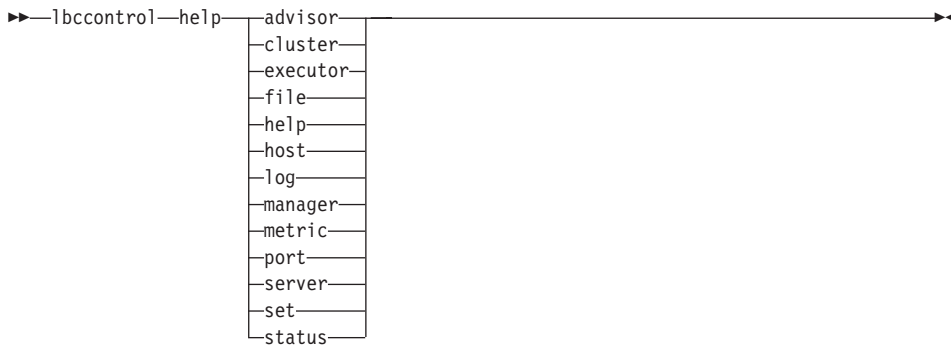 lbccontrol help advisor
cluster
executor
file
help
host
log
manager
metric
port
server
set
status